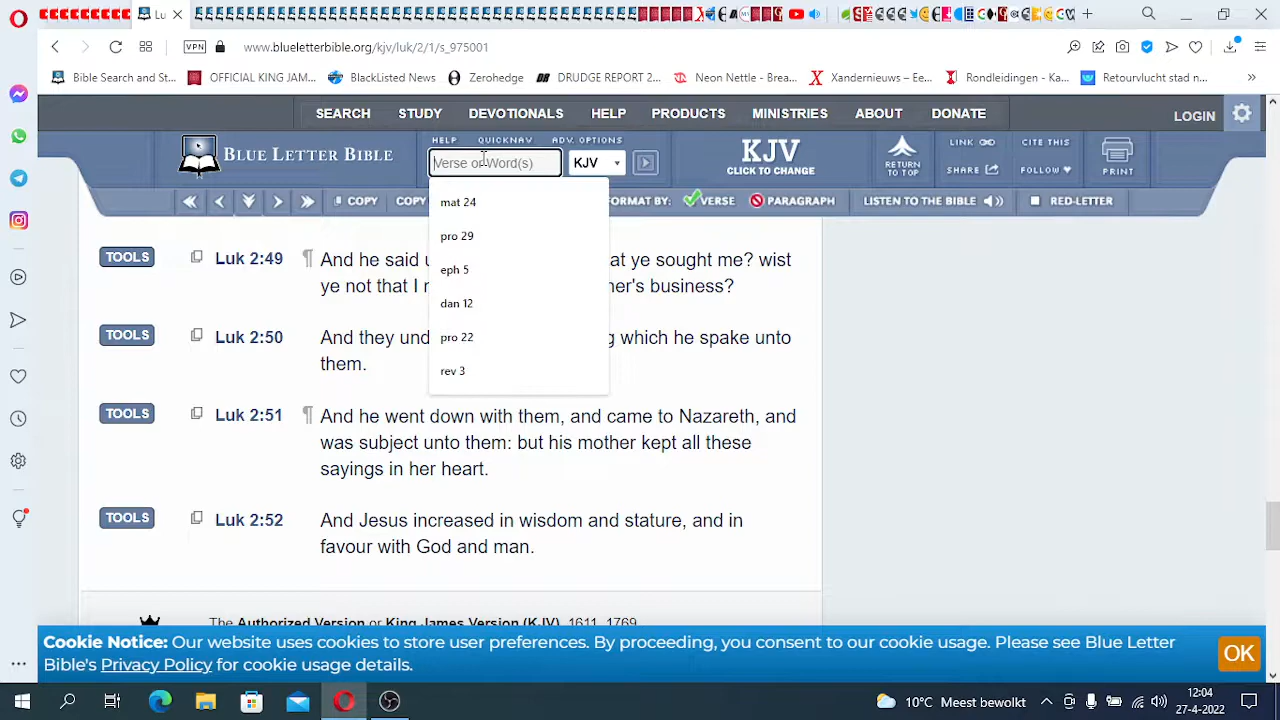 Lu
www.blueletterbible.org/kjv/luk/2/1/s_975001
VPN
Bible Search and St...
OFFICIAL KING JAM...
BlackListed News
Zerohedge
DRUDGE REPORT 2...
Neon Nettle - Brea...
Xandernieuws – Ee...
Rondleidingen - Ka...
Retourvlucht stad n...
SEARCH STUDY DEVOTIONALS HELP PRODUCTS MINISTRIES ABOUT DONATE
LOGIN
BLUE LETTER BIBLE
HELP QUICKNAV ADV. OPTIONS
Verse or Word(s)
KJV
KJV
CLICK TO CHANGE
RETURN
TO TOP
LINK
CITE THIS
SHARE
FOLLOW
PRINT
COPY
COPY
FORMAT BY:
VERSE
PARAGRAPH
LISTEN TO THE BIBLE
RED-LETTER
mat 24
pro 29
eph 5
dan 12
pro 22
rev 3
TOOLS Luk 2:49 ¶ And he said at ye sought me? wist
ye not that I her's business?
TOOLS Luk 2:50 And they which he spake unto
them.
TOOLS Luk 2:51 ¶ And he went down with them, and came to Nazareth, and
was subject unto them: but his mother kept all these
sayings in her heart.
TOOLS Luk 2:52 And Jesus increased in wisdom and stature, and in
favour with God and man.
The Authorized Version or King James Version (KJV), 1611, 1769
Cookie Notice: Our website uses cookies to store user preferences. By proceeding, you consent to our cookie usage. Please see Blue Letter
Bible's Privacy Policy for cookie usage details.
OK
10°C Meest bewolkt
12:04
27-4-2022